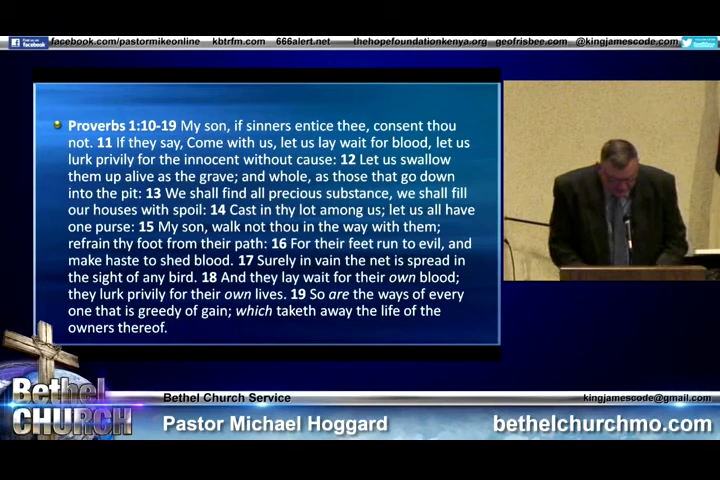 Find us on facebook facebook.com/pastormikeonline kbtrfm.com 666alert.net thehopefoundationkenya.org geofrisbee.com @kingjamescode.com twitter
Proverbs 1:10-19 My son, if sinners entice thee, consent thou
not. 11 If they say, Come with us, let us lay wait for blood, let us
lurk privily for the innocent without cause: 12 Let us swallow
them up alive as the grave; and whole, as those that go down
into the pit: 13 We shall find all precious substance, we shall fill
our houses with spoil: 14 Cast in thy lot among us; let us all have
one purse: 15 My son, walk not thou in the way with them;
refrain thy foot from their path: 16 For their feet run to evil, and
make haste to shed blood. 17 Surely in vain the net is spread in
the sight of any bird. 18 And they lay wait for their own blood;
they lurk privily for their own lives. 19 So are the ways of every
one that is greedy of gain; which taketh away the life of the
owners thereof.
Bethel
CHURCH
Bethel Church Service kingjamescode@gmail.com
Pastor Michael Hoggard bethelchurchmo.com